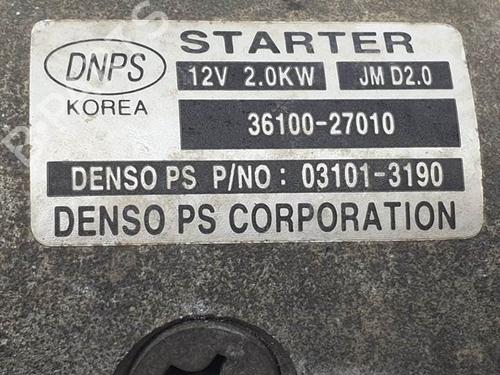 DNPS
KOREA
STARTER
12V 2.0KW JM D2.0
36100-27010
DENSO PS P/NO : 03101-3190
DENSO PS CORPORATION